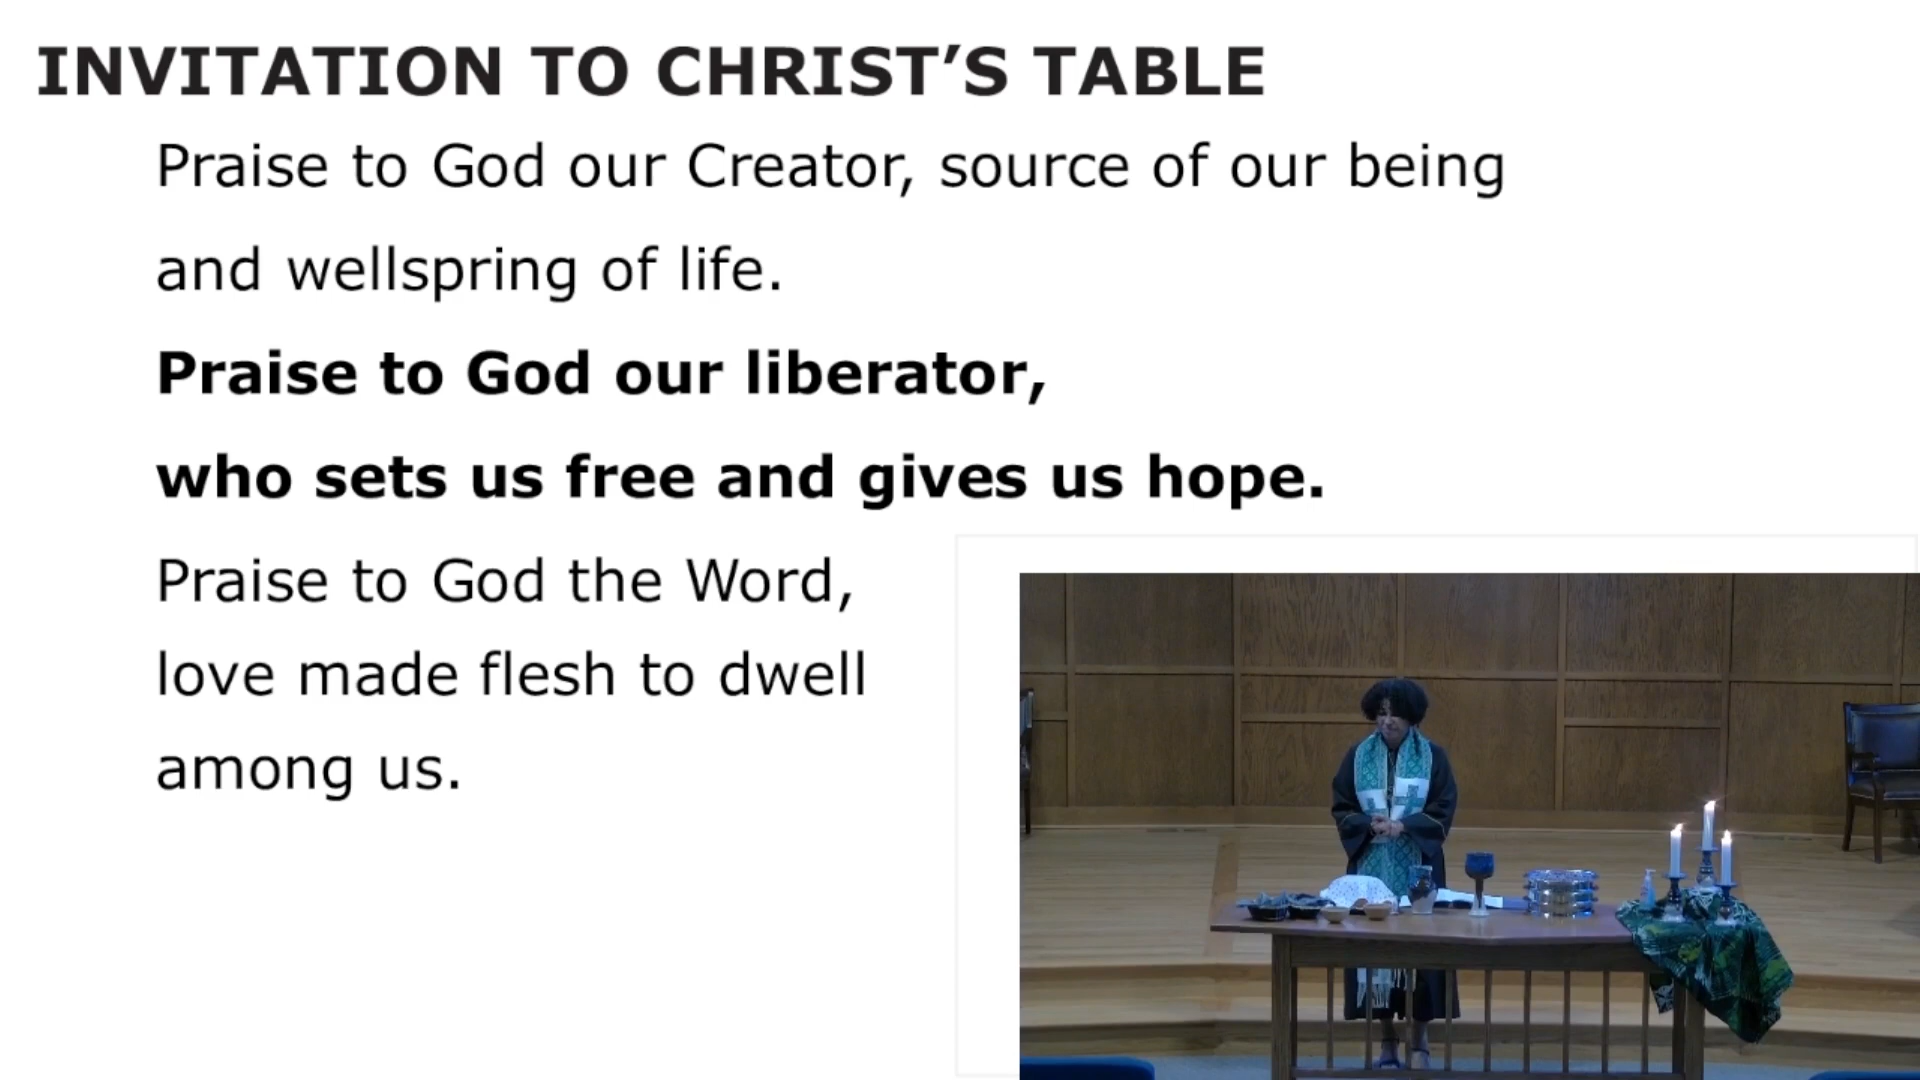 INVITATION TO CHRIST’S TABLE
Praise to God our Creator, source of our being
and wellspring of life.
Praise to God our liberator,
who sets us free and gives us hope.
Praise to God the Word,
love made flesh to dwell
among us.